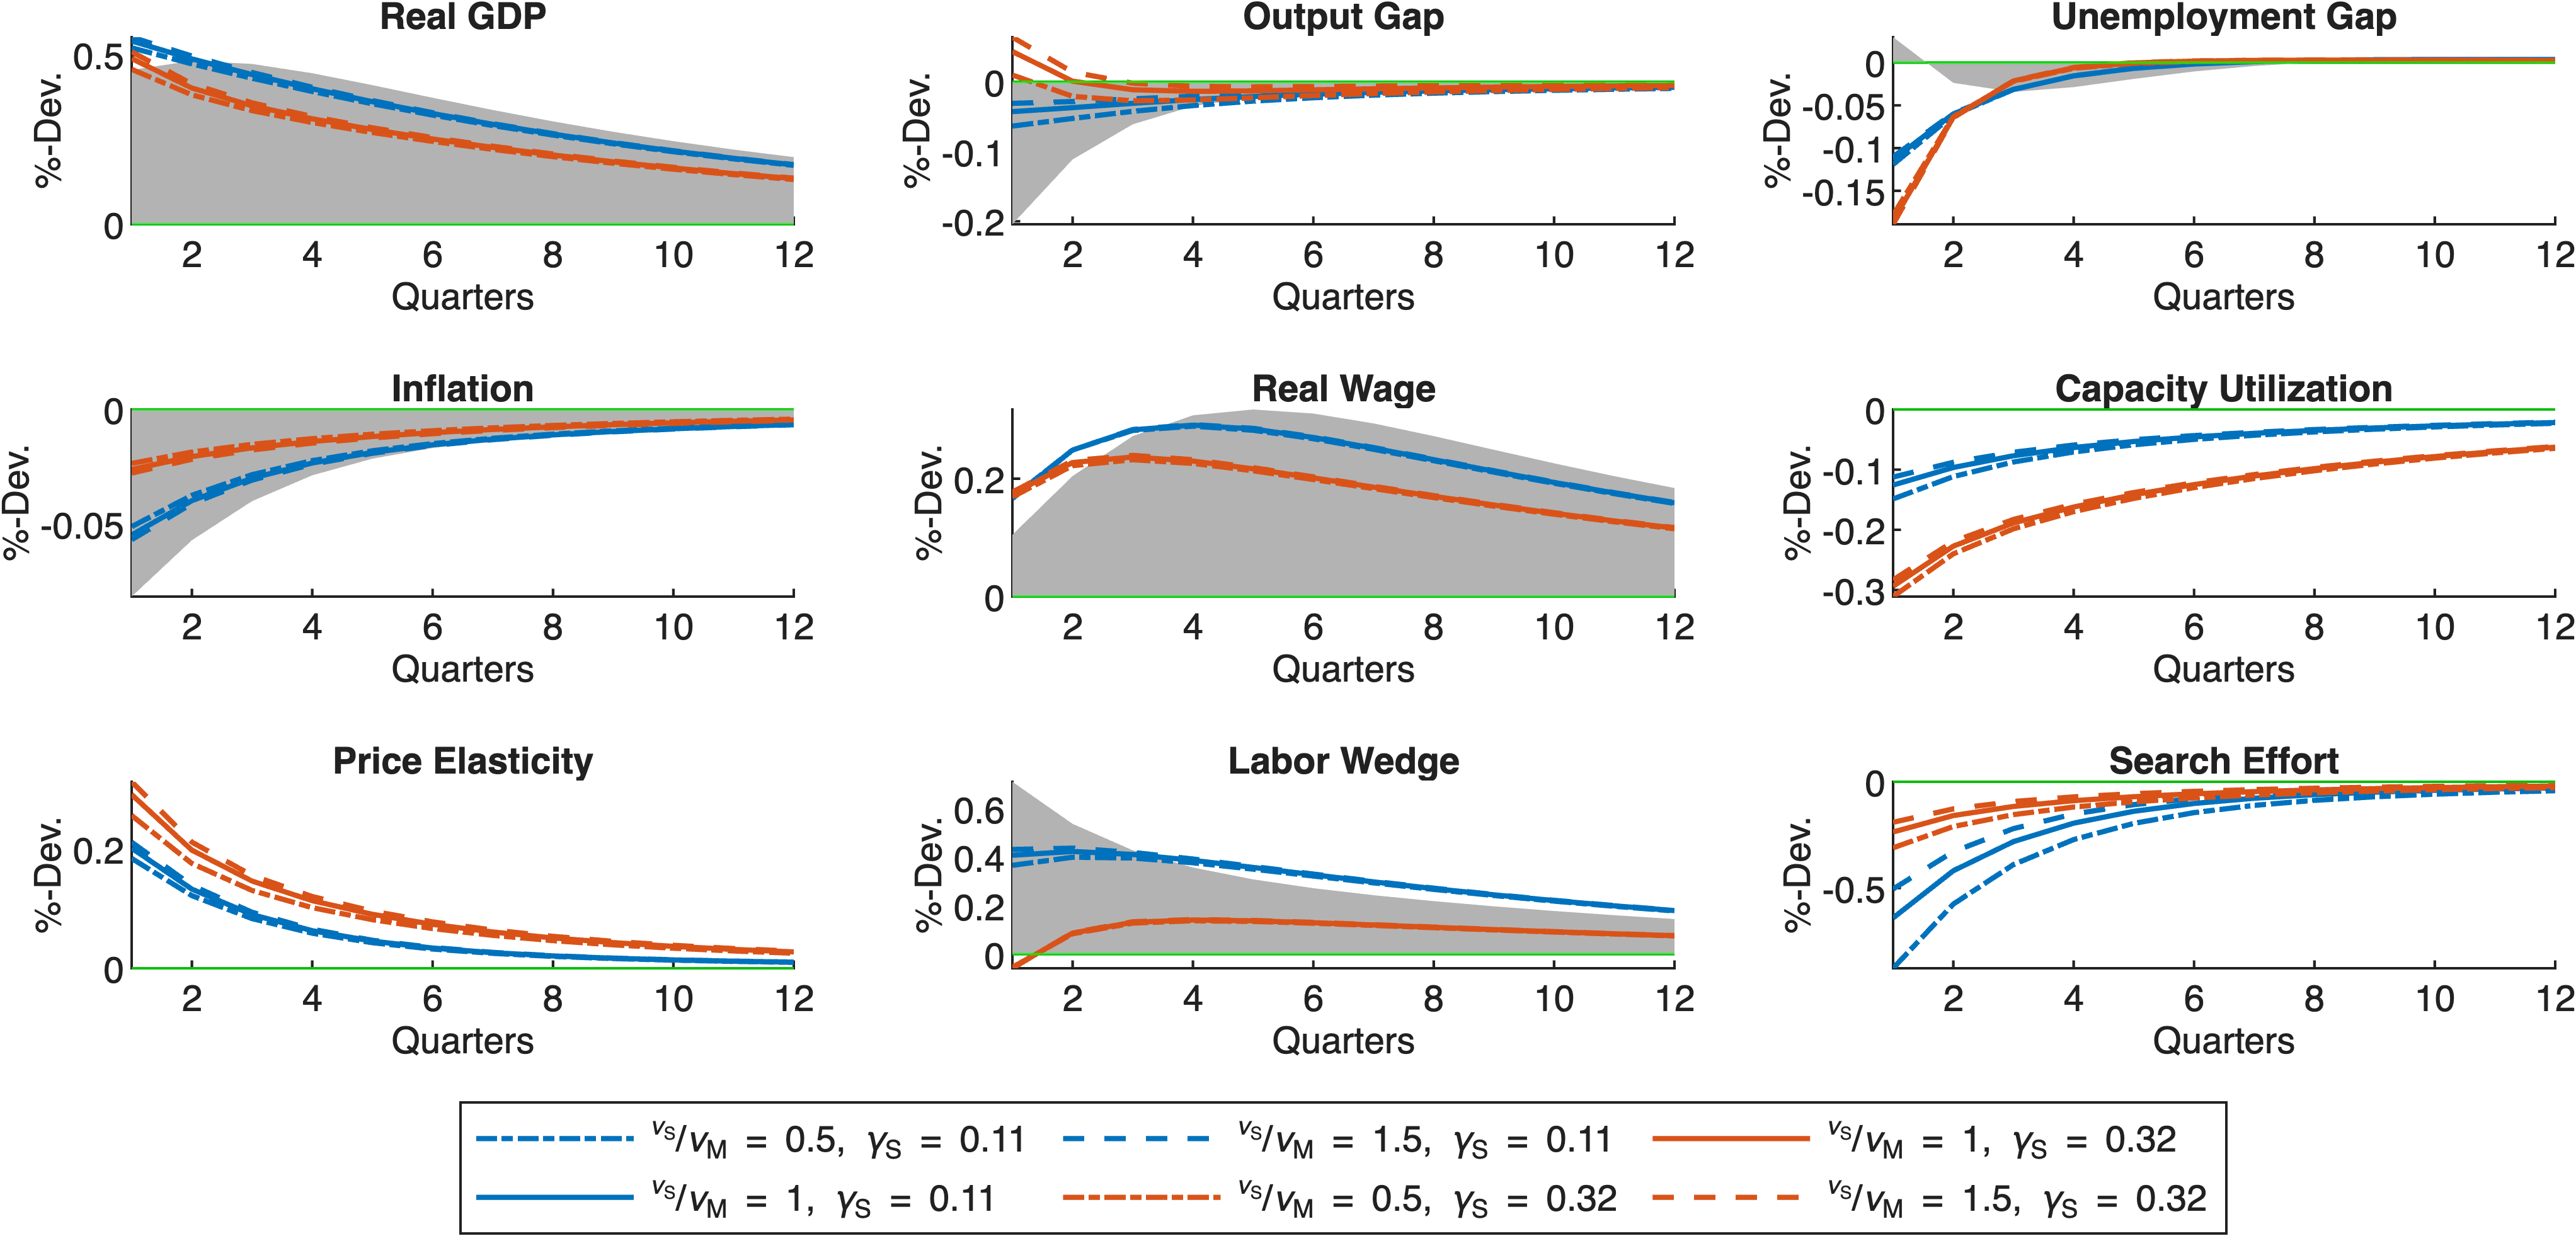 Real GDP
%-Dev.
0.5
0
2 4 6 8 10 12
Quarters
Output Gap
%-Dev.
0
-0.1
-0.2
2 4 6 8 10 12
Quarters
Unemployment Gap
%-Dev.
0
-0.05
-0.1
-0.15
2 4 6 8 10 12
Quarters
Inflation
%-Dev.
0
-0.05
2 4 6 8 10 12
Quarters
Real Wage
%-Dev.
0.2
0
2 4 6 8 10 12
Quarters
Capacity Utilization
%-Dev.
0
-0.1
-0.2
-0.3
2 4 6 8 10 12
Quarters
Price Elasticity
%-Dev.
0.2
0
2 4 6 8 10 12
Quarters
Labor Wedge
%-Dev.
0.6
0.4
0.2
0
2 4 6 8 10 12
Quarters
Search Effort
%-Dev.
0
-0.5
2 4 6 8 10 12
Quarters
νS/νM = 0.5, γS = 0.11
νS/νM = 1.5, γS = 0.11
νS/νM = 1, γS = 0.32
νS/νM = 1, γS = 0.11
νS/νM = 0.5, γS = 0.32
νS/νM = 1.5, γS = 0.32